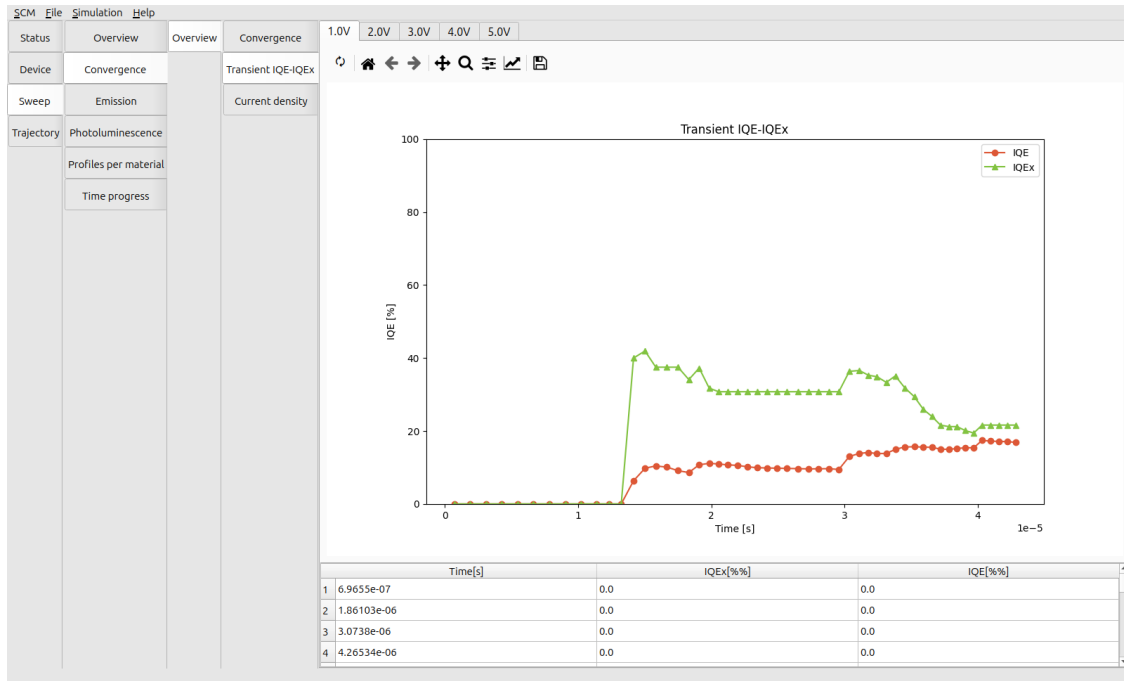 SCM File Simulation Help
Status Overview Overview Convergence 1.0V 2.0V 3.0V 4.0V 5.0V
Device Convergence Transient IQE-IQEx
Sweep Emission Current density
Trajectory Photoluminescence
Profiles per material
Time progress
Transient IQE-IQEx
IQE
IQEx
100
80
60
40
20
0
IQE [%]
0 1 2 3 4
Time [s]
1e−5
Time[s] IQEx[%%] IQE[%%]
1 6.9655e-07 0.0 0.0
2 1.86103e-06 0.0 0.0
3 3.0738e-06 0.0 0.0
4 4.26534e-06 0.0 0.0